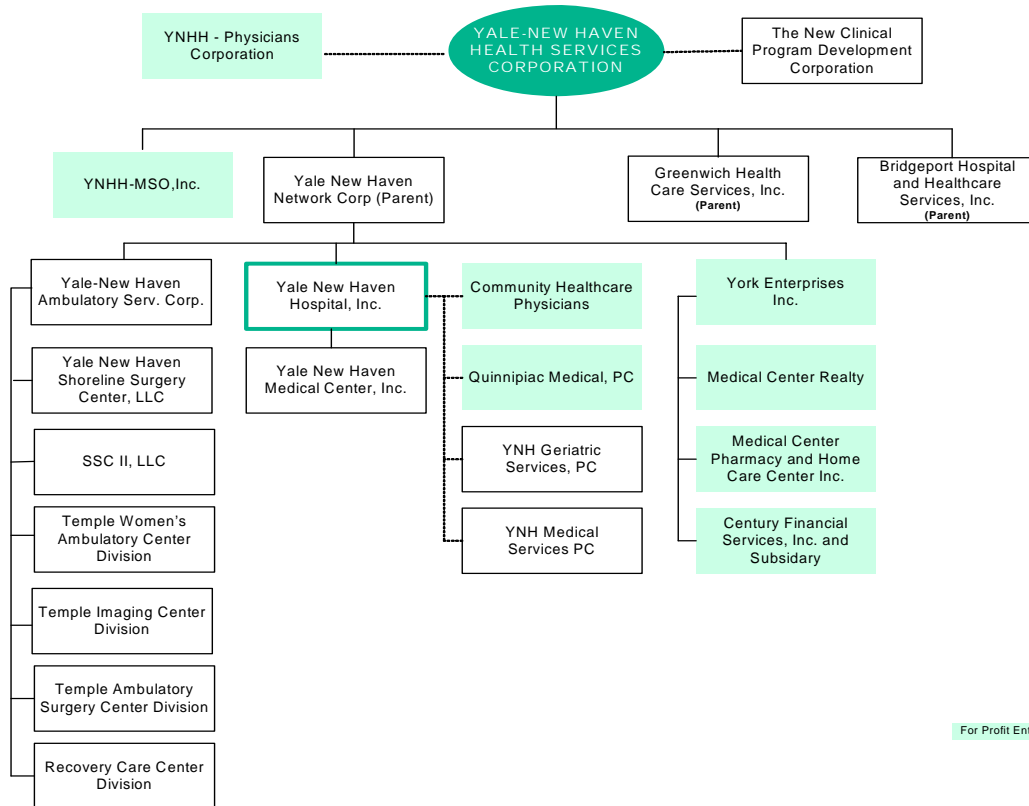 YNHH - Physicians
Corporation
YALE-NEW HAVEN
HEALTH SERVICES
CORPORATION
The New Clinical
Program Development
Corporation
YNHH-MSO,Inc.
Yale New Haven
Network Corp (Parent)
Greenwich Health
Care Services, Inc.
(Parent)
Bridgeport Hospital
and Healthcare
Services, Inc.
(Parent)
Yale-New Haven
Ambulatory Serv. Corp.
Yale New Haven
Hospital, Inc.
Community Healthcare
Physicians
York Enterprises
Inc.
Yale New Haven
Shoreline Surgery
Center, LLC
Yale New Haven
Medical Center, Inc.
Quinnipiac Medical, PC
Medical Center Realty
SSC II, LLC
YNH Geriatric
Services, PC
Medical Center
Pharmacy and Home
Care Center Inc.
Temple Women's
Ambulatory Center
Division
YNH Medical
Services PC
Century Financial
Services, Inc. and
Subsidary
Temple Imaging Center
Division
Temple Ambulatory
Surgery Center Division
Recovery Care Center
Division
For Profit Ent